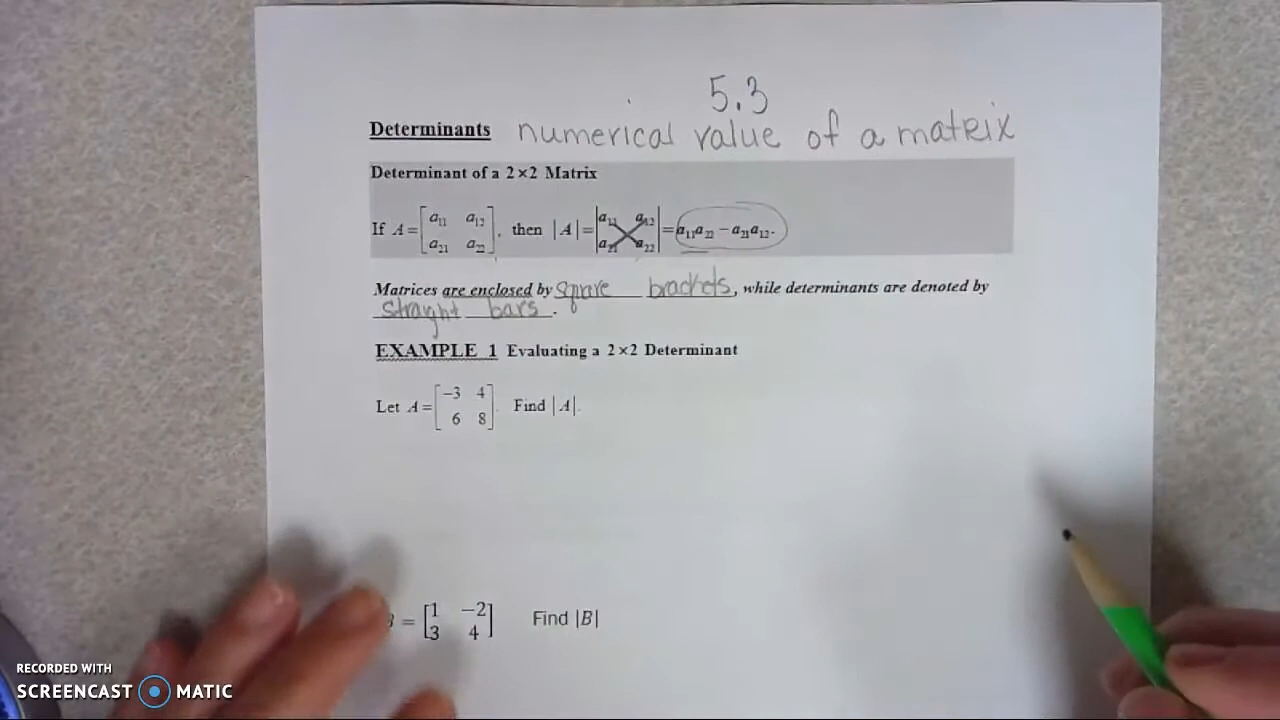 5.3
Determinants numerical value of a matrix
Determinant of a 2×2 Matrix
If A = [a₁₁ a₁₂; a₂₁ a₂₂], then |A| = |a₁₁ a₁₂; a₂₁ a₂₂| = a₁₁a₂₂ − a₂₁a₁₂.
Matrices are enclosed by square brackets, while determinants are denoted by
straight bars.
EXAMPLE 1 Evaluating a 2×2 Determinant
Let A = [−3 4; 6 8]. Find |A|.
= [1 −2; 3 4] Find |B|
RECORDED WITH
SCREENCAST MATIC